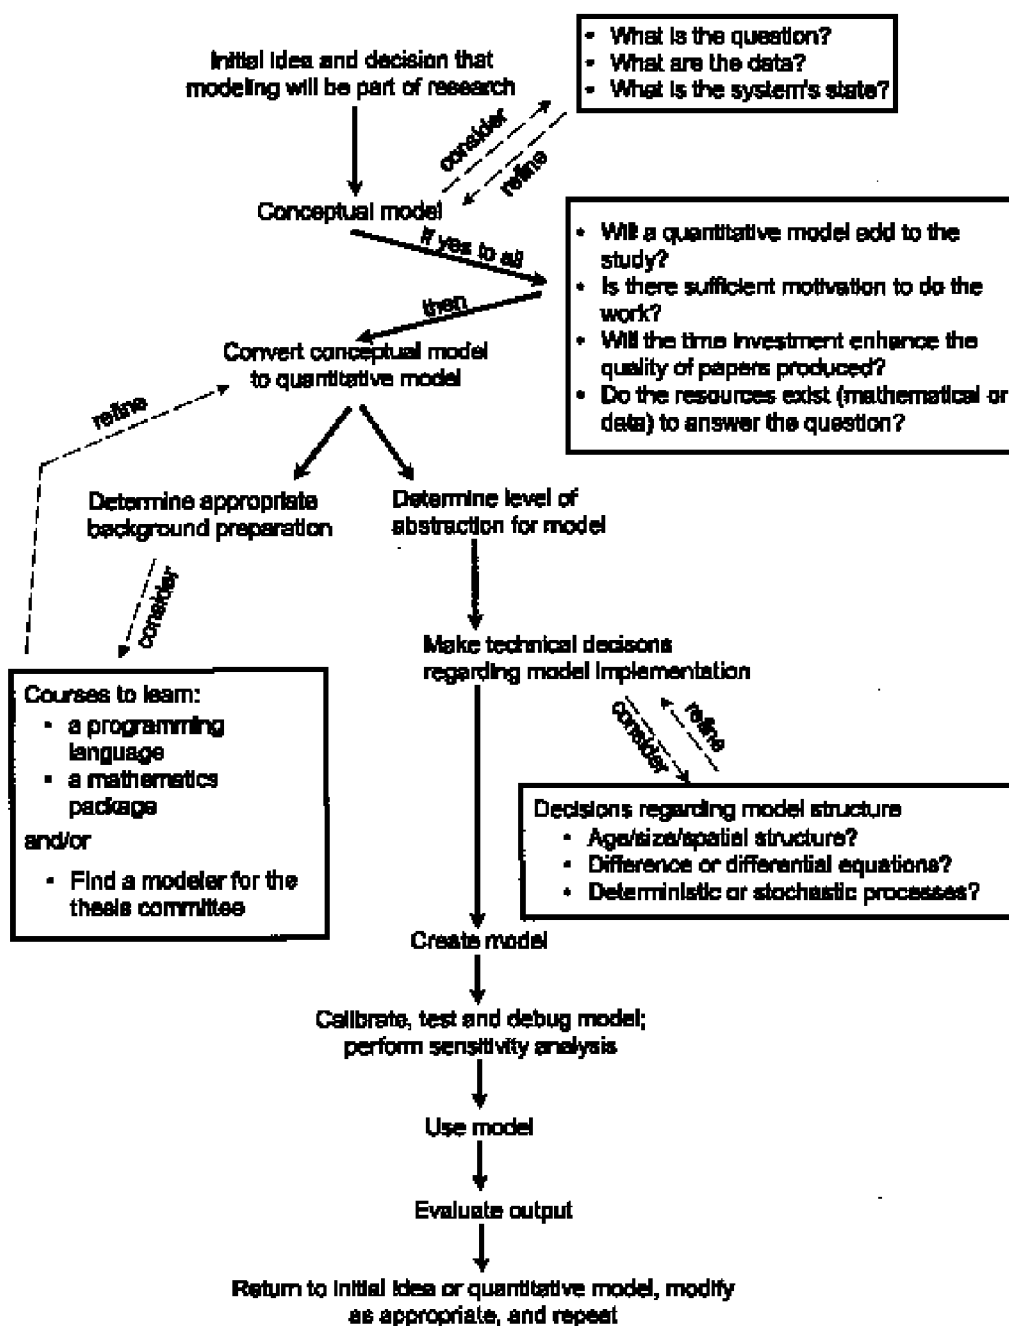 Initial idea and decision that
modeling will be part of research
• What is the question?
• What are the data?
• What is the system's state?
consider
refine
Conceptual model
if yes to all
• Will a quantitative model add to the
study?
• Is there sufficient motivation to do the
work?
• Will the time investment enhance the
quality of papers produced?
• Do the resources exist (mathematical or
data) to answer the question?
then
Convert conceptual model
to quantitative model
refine
Determine appropriate
background preparation
Determine level of
abstraction for model
consider
Make technical decisons
regarding model implementation
consider
refine
Courses to learn:
• a programming
language
• a mathematics
package
and/or
• Find a modeler for the
thesis committee
Decisions regarding model structure
• Age/size/spatial structure?
• Difference or differential equations?
• Deterministic or stochastic processes?
Create model
Calibrate, test and debug model;
perform sensitivity analysis
Use model
Evaluate output
Return to initial idea or quantitative model, modify
as appropriate, and repeat